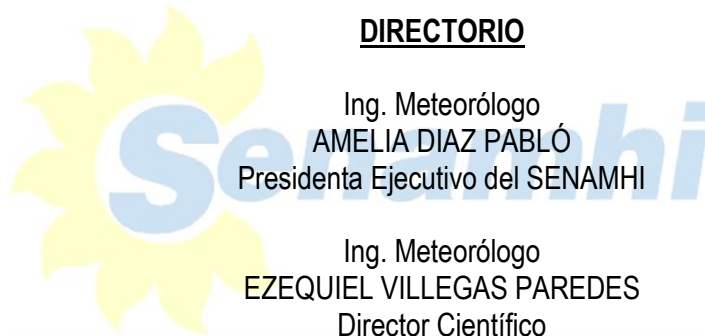 DIRECTORIO
Senamhi
Ing. Meteorólogo
AMELIA DIAZ PABLÓ
Presidenta Ejecutivo del SENAMHI
Ing. Meteorólogo
EZEQUIEL VILLEGAS PAREDES
Director Científico